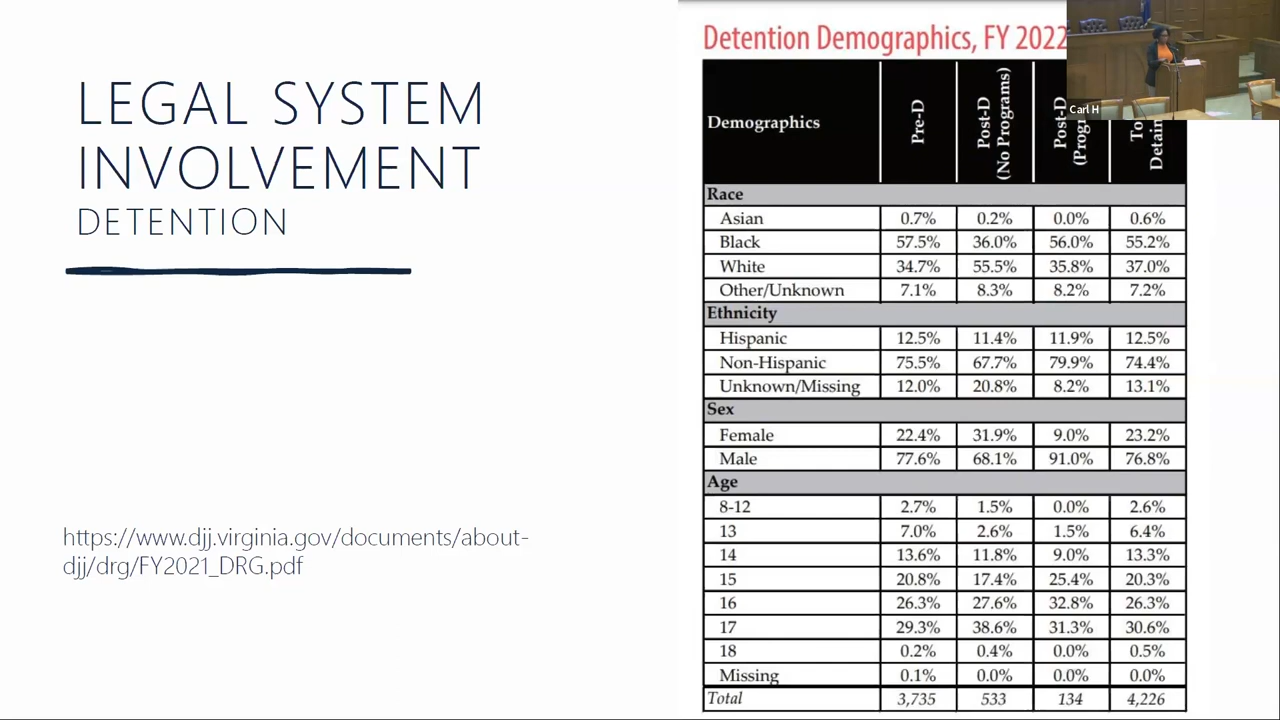 LEGAL SYSTEM
INVOLVEMENT
DETENTION
https://www.djj.virginia.gov/documents/about-
djj/drg/FY2021_DRG.pdf
Detention Demographics, FY 2022
Demographics Pre-D Post-D (No Programs) Post-D
Race
Asian 0.7% 0.2% 0.0% 0.6%
Black 57.5% 36.0% 56.0% 55.2%
White 34.7% 55.5% 35.8% 37.0%
Other/Unknown 7.1% 8.3% 8.2% 7.2%
Ethnicity
Hispanic 12.5% 11.4% 11.9% 12.5%
Non-Hispanic 75.5% 67.7% 79.9% 74.4%
Unknown/Missing 12.0% 20.8% 8.2% 13.1%
Sex
Female 22.4% 31.9% 9.0% 23.2%
Male 77.6% 68.1% 91.0% 76.8%
Age
8-12 2.7% 1.5% 0.0% 2.6%
13 7.0% 2.6% 1.5% 6.4%
14 13.6% 11.8% 9.0% 13.3%
15 20.8% 17.4% 25.4% 20.3%
16 26.3% 27.6% 32.8% 26.3%
17 29.3% 38.6% 31.3% 30.6%
18 0.2% 0.4% 0.0% 0.5%
Missing 0.1% 0.0% 0.0% 0.0%
Total 3,735 533 134 4,226
Carl H